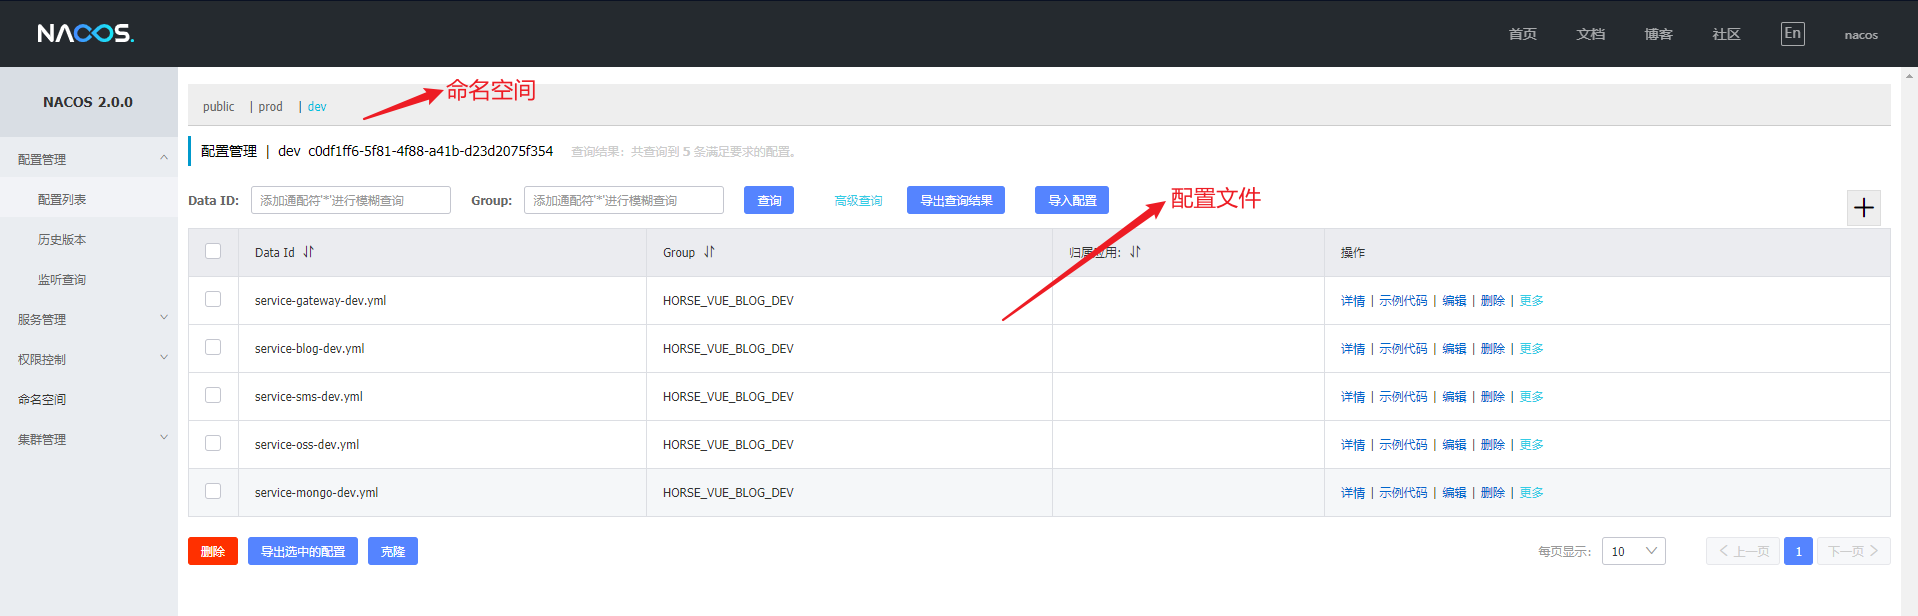 NACOS.
首页 文档 博客 社区 En nacos
NACOS 2.0.0
配置管理
配置列表
历史版本
监听查询
服务管理
权限控制
命名空间
集群管理
public | prod | dev
命名空间
配置管理 | dev c0df1ff6-5f81-4f88-a41b-d23d2075f354 查询结果：共查询到 5 条满足要求的配置。
Data ID: 添加通配符'*'进行模糊查询 Group: 添加通配符'*'进行模糊查询 查询 高级查询 导出查询结果 导入配置
配置文件
Data Id Group 归属应用: 操作
service-gateway-dev.yml HORSE_VUE_BLOG_DEV 详情 | 示例代码 | 编辑 | 删除 | 更多
service-blog-dev.yml HORSE_VUE_BLOG_DEV 详情 | 示例代码 | 编辑 | 删除 | 更多
service-sms-dev.yml HORSE_VUE_BLOG_DEV 详情 | 示例代码 | 编辑 | 删除 | 更多
service-oss-dev.yml HORSE_VUE_BLOG_DEV 详情 | 示例代码 | 编辑 | 删除 | 更多
service-mongo-dev.yml HORSE_VUE_BLOG_DEV 详情 | 示例代码 | 编辑 | 删除 | 更多
删除 导出选中的配置 克隆 每页显示: 10 上一页 1 下一页